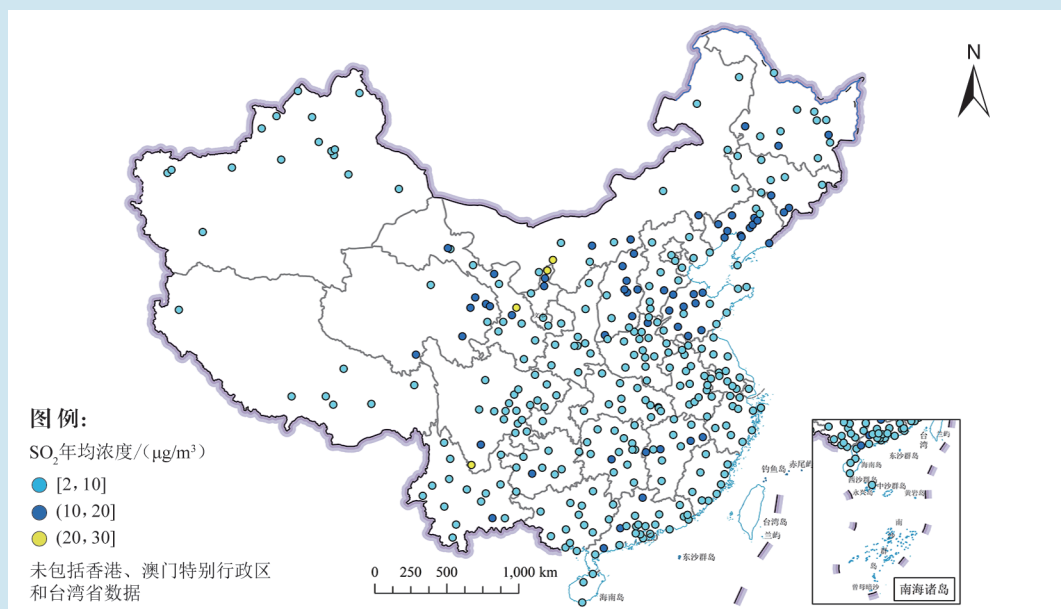 N
钓鱼岛
赤尾屿
台湾岛
兰屿
东沙群岛
海南岛
图例：
SO₂年均浓度/（μg/m³）
[2，10]
(10，20]
(20，30]
未包括香港、澳门特别行政区
和台湾省数据
0 250 500 1,000 km
台
湾
兰屿
东沙群岛
海南岛
西沙群岛
中沙群岛
永兴岛
黄岩岛
南
群
岛
曾母暗沙
南海诸岛